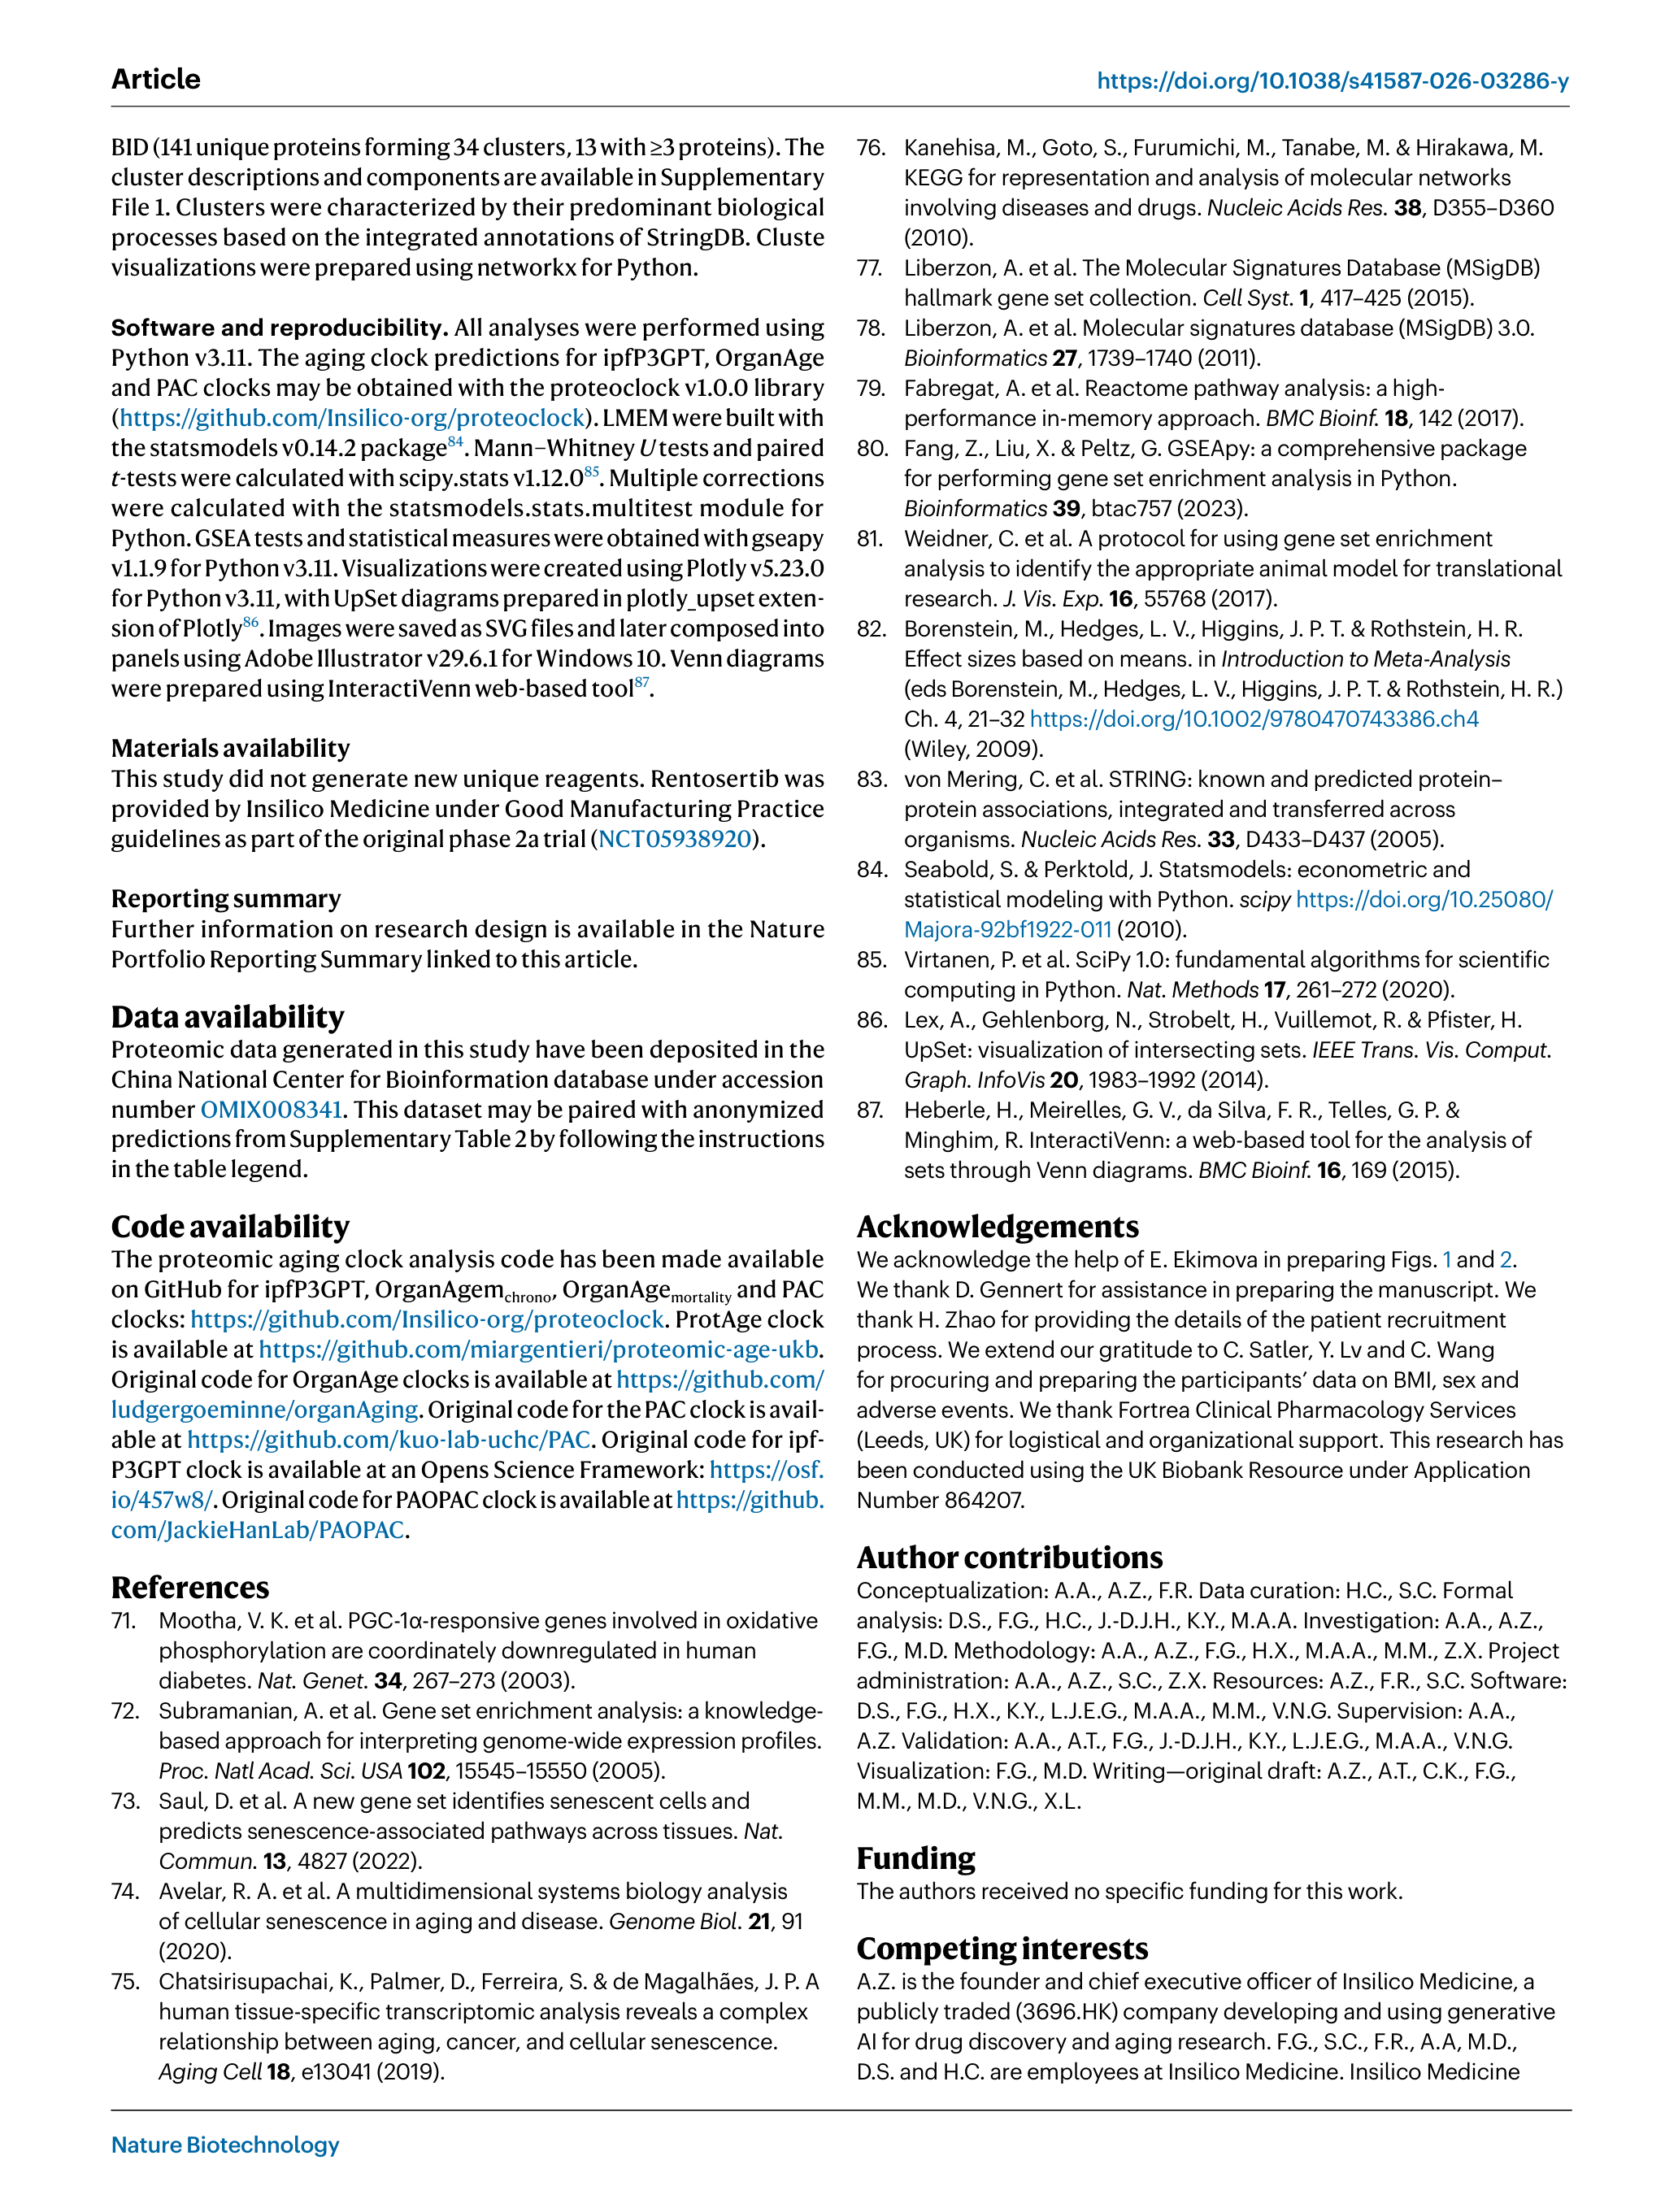 Article
https://doi.org/10.1038/s41587-026-03286-y
BID (141 unique proteins forming 34 clusters, 13 with ≥3 proteins). The
cluster descriptions and components are available in Supplementary
File 1. Clusters were characterized by their predominant biological
processes based on the integrated annotations of StringDB. Cluste
visualizations were prepared using networkx for Python.
Software and reproducibility. All analyses were performed using
Python v3.11. The aging clock predictions for ipfP3GPT, OrganAge
and PAC clocks may be obtained with the proteoclock v1.0.0 library
(https://github.com/Insilico-org/proteoclock). LMEM were built with
the statsmodels v0.14.2 package84. Mann–Whitney U tests and paired
t-tests were calculated with scipy.stats v1.12.085. Multiple corrections
were calculated with the statsmodels.stats.multitest module for
Python. GSEA tests and statistical measures were obtained with gseapy
v1.1.9 for Python v3.11. Visualizations were created using Plotly v5.23.0
for Python v3.11, with UpSet diagrams prepared in plotly_upset exten-
sion of Plotly86. Images were saved as SVG files and later composed into
panels using Adobe Illustrator v29.6.1 for Windows 10. Venn diagrams
were prepared using InteractiVenn web-based tool87.
Materials availability
This study did not generate new unique reagents. Rentosertib was
provided by Insilico Medicine under Good Manufacturing Practice
guidelines as part of the original phase 2a trial (NCT05938920).
Reporting summary
Further information on research design is available in the Nature
Portfolio Reporting Summary linked to this article.
Data availability
Proteomic data generated in this study have been deposited in the
China National Center for Bioinformation database under accession
number OMIX008341. This dataset may be paired with anonymized
predictions from Supplementary Table 2 by following the instructions
in the table legend.
Code availability
The proteomic aging clock analysis code has been made available
on GitHub for ipfP3GPT, OrganAgemchrono, OrganAgemortality and PAC
clocks: https://github.com/Insilico-org/proteoclock. ProtAge clock
is available at https://github.com/miargentieri/proteomic-age-ukb.
Original code for OrganAge clocks is available at https://github.com/
ludgergoeminne/organAging. Original code for the PAC clock is avail-
able at https://github.com/kuo-lab-uchc/PAC. Original code for ipf-
P3GPT clock is available at an Opens Science Framework: https://osf.
io/457w8/. Original code for PAOPAC clock is available at https://github.
com/JackieHanLab/PAOPAC.
References
71. Mootha, V. K. et al. PGC-1α-responsive genes involved in oxidative
phosphorylation are coordinately downregulated in human
diabetes. Nat. Genet. 34, 267–273 (2003).
72. Subramanian, A. et al. Gene set enrichment analysis: a knowledge-
based approach for interpreting genome-wide expression profiles.
Proc. Natl Acad. Sci. USA 102, 15545–15550 (2005).
73. Saul, D. et al. A new gene set identifies senescent cells and
predicts senescence-associated pathways across tissues. Nat.
Commun. 13, 4827 (2022).
74. Avelar, R. A. et al. A multidimensional systems biology analysis
of cellular senescence in aging and disease. Genome Biol. 21, 91
(2020).
75. Chatsirisupachai, K., Palmer, D., Ferreira, S. & de Magalhães, J. P. A
human tissue-specific transcriptomic analysis reveals a complex
relationship between aging, cancer, and cellular senescence.
Aging Cell 18, e13041 (2019).
76. Kanehisa, M., Goto, S., Furumichi, M., Tanabe, M. & Hirakawa, M.
KEGG for representation and analysis of molecular networks
involving diseases and drugs. Nucleic Acids Res. 38, D355–D360
(2010).
77. Liberzon, A. et al. The Molecular Signatures Database (MSigDB)
hallmark gene set collection. Cell Syst. 1, 417–425 (2015).
78. Liberzon, A. et al. Molecular signatures database (MSigDB) 3.0.
Bioinformatics 27, 1739–1740 (2011).
79. Fabregat, A. et al. Reactome pathway analysis: a high-
performance in-memory approach. BMC Bioinf. 18, 142 (2017).
80. Fang, Z., Liu, X. & Peltz, G. GSEApy: a comprehensive package
for performing gene set enrichment analysis in Python.
Bioinformatics 39, btac757 (2023).
81. Weidner, C. et al. A protocol for using gene set enrichment
analysis to identify the appropriate animal model for translational
research. J. Vis. Exp. 16, 55768 (2017).
82. Borenstein, M., Hedges, L. V., Higgins, J. P. T. & Rothstein, H. R.
Effect sizes based on means. in Introduction to Meta-Analysis
(eds Borenstein, M., Hedges, L. V., Higgins, J. P. T. & Rothstein, H. R.)
Ch. 4, 21–32 https://doi.org/10.1002/9780470743386.ch4
(Wiley, 2009).
83. von Mering, C. et al. STRING: known and predicted protein–
protein associations, integrated and transferred across
organisms. Nucleic Acids Res. 33, D433–D437 (2005).
84. Seabold, S. & Perktold, J. Statsmodels: econometric and
statistical modeling with Python. scipy https://doi.org/10.25080/
Majora-92bf1922-011 (2010).
85. Virtanen, P. et al. SciPy 1.0: fundamental algorithms for scientific
computing in Python. Nat. Methods 17, 261–272 (2020).
86. Lex, A., Gehlenborg, N., Strobelt, H., Vuillemot, R. & Pfister, H.
UpSet: visualization of intersecting sets. IEEE Trans. Vis. Comput.
Graph. InfoVis 20, 1983–1992 (2014).
87. Heberle, H., Meirelles, G. V., da Silva, F. R., Telles, G. P. &
Minghim, R. InteractiVenn: a web-based tool for the analysis of
sets through Venn diagrams. BMC Bioinf. 16, 169 (2015).
Acknowledgements
We acknowledge the help of E. Ekimova in preparing Figs. 1 and 2.
We thank D. Gennert for assistance in preparing the manuscript. We
thank H. Zhao for providing the details of the patient recruitment
process. We extend our gratitude to C. Satler, Y. Lv and C. Wang
for procuring and preparing the participants’ data on BMI, sex and
adverse events. We thank Fortrea Clinical Pharmacology Services
(Leeds, UK) for logistical and organizational support. This research has
been conducted using the UK Biobank Resource under Application
Number 864207.
Author contributions
Conceptualization: A.A., A.Z., F.R. Data curation: H.C., S.C. Formal
analysis: D.S., F.G., H.C., J.-D.J.H., K.Y., M.A.A. Investigation: A.A., A.Z.,
F.G., M.D. Methodology: A.A., A.Z., F.G., H.X., M.A.A., M.M., Z.X. Project
administration: A.A., A.Z., S.C., Z.X. Resources: A.Z., F.R., S.C. Software:
D.S., F.G., H.X., K.Y., L.J.E.G., M.A.A., M.M., V.N.G. Supervision: A.A.,
A.Z. Validation: A.A., A.T., F.G., J.-D.J.H., K.Y., L.J.E.G., M.A.A., V.N.G.
Visualization: F.G., M.D. Writing—original draft: A.Z., A.T., C.K., F.G.,
M.M., M.D., V.N.G., X.L.
Funding
The authors received no specific funding for this work.
Competing interests
A.Z. is the founder and chief executive officer of Insilico Medicine, a
publicly traded (3696.HK) company developing and using generative
AI for drug discovery and aging research. F.G., S.C., F.R., A.A, M.D.,
D.S. and H.C. are employees at Insilico Medicine. Insilico Medicine
Nature Biotechnology